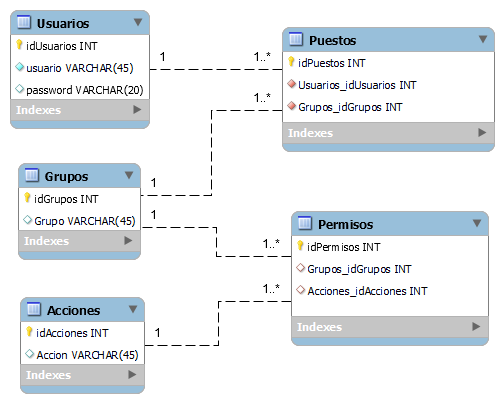 Usuarios
idUsuarios INT
usuario VARCHAR(45)
password VARCHAR(20)
Indexes
1
1..*
Puestos
idPuestos INT
Usuarios_idUsuarios INT
Grupos_idGrupos INT
Indexes
1..*
Grupos
idGrupos INT
Grupo VARCHAR(45)
Indexes
1
1
1..*
Permisos
idPermisos INT
Grupos_idGrupos INT
Acciones_idAcciones INT
Indexes
1..*
Acciones
idAcciones INT
Accion VARCHAR(45)
Indexes
1